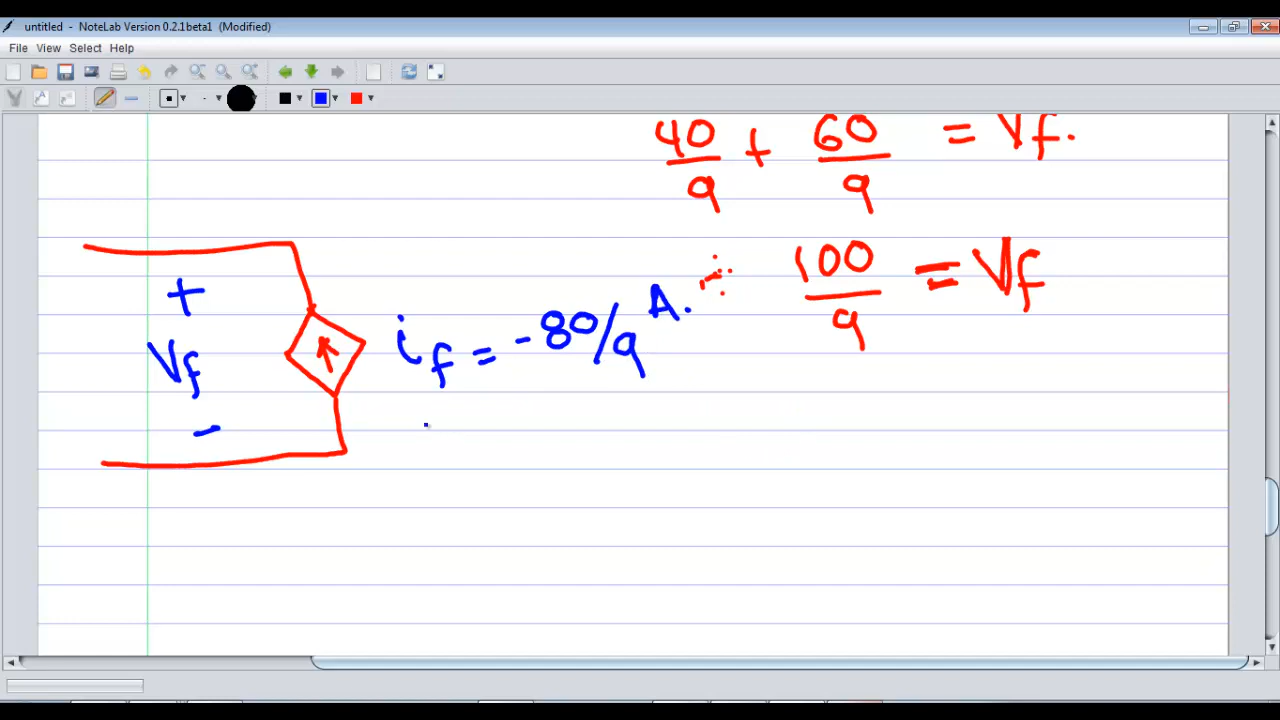 untitled - NoteLab Version 0.2.1beta1 (Modified)
File View Select Help
40/9 + 60/9 = Vf.
∴ 100/9 = Vf
+
Vf
-
if = -80/9 A.